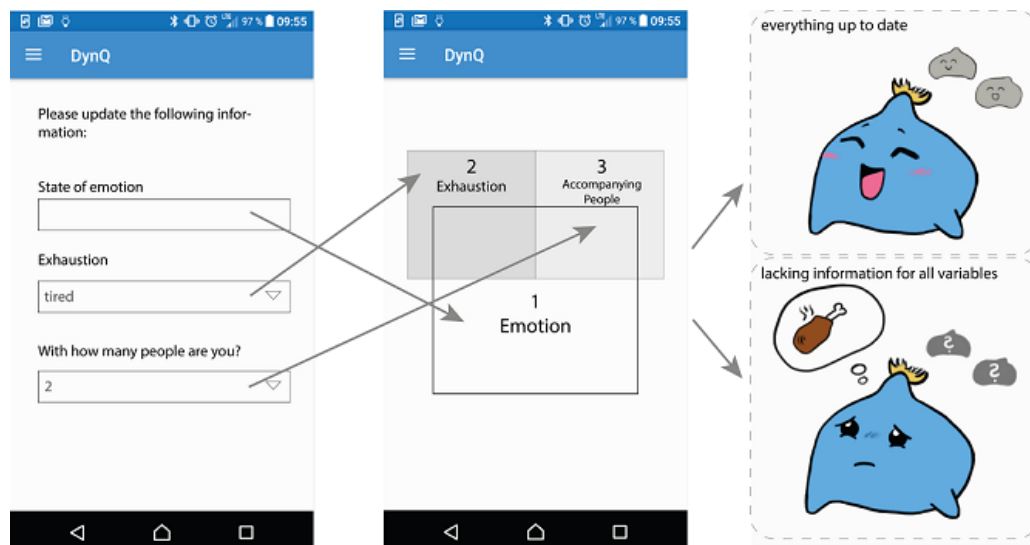 97 % 09:55
DynQ
Please update the following infor-
mation:
State of emotion
Exhaustion
tired
With how many people are you?
2
97 % 09:55
DynQ
2
Exhaustion
3
Accompanying
People
1
Emotion
everything up to date
lacking information for all variables
? ?